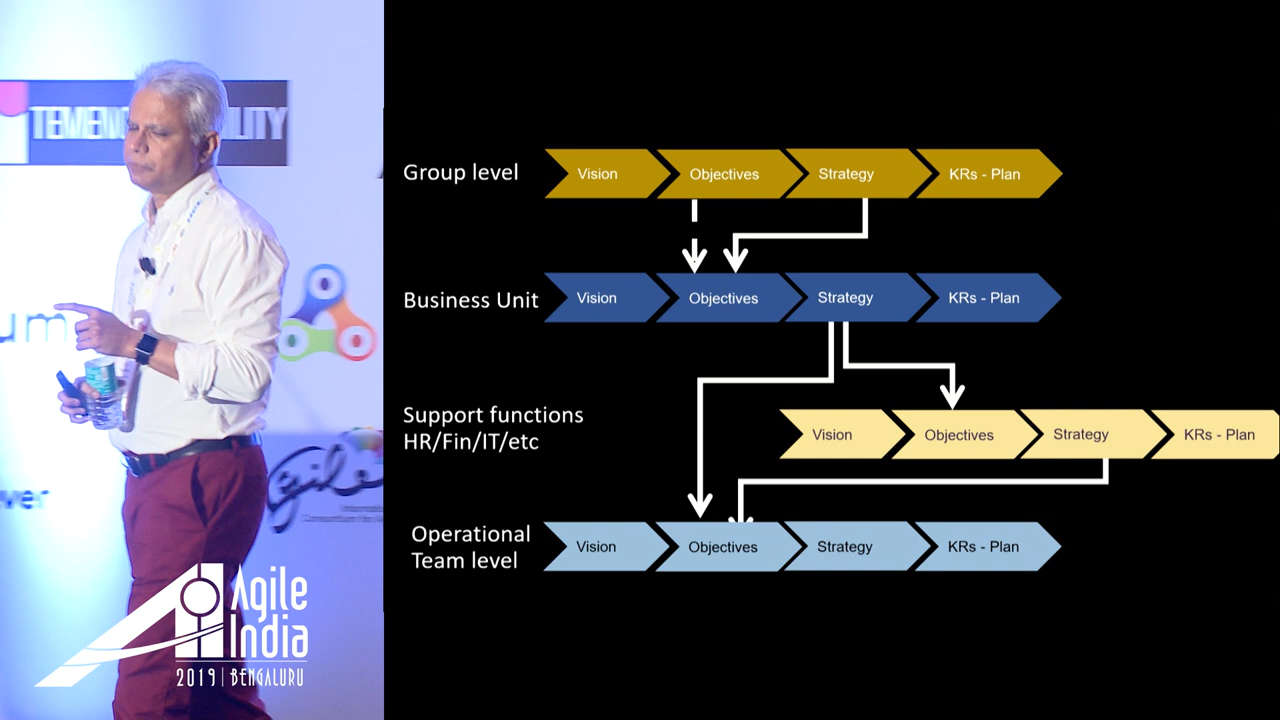 Group level
Vision
Objectives
Strategy
KRs - Plan
Business Unit
Vision
Objectives
Strategy
KRs - Plan
Support functions
HR/Fin/IT/etc
Vision
Objectives
Strategy
KRs - Plan
Operational
Team level
Vision
Objectives
Strategy
KRs - Plan
Agile
Agile
India
2019 | BENGALURU